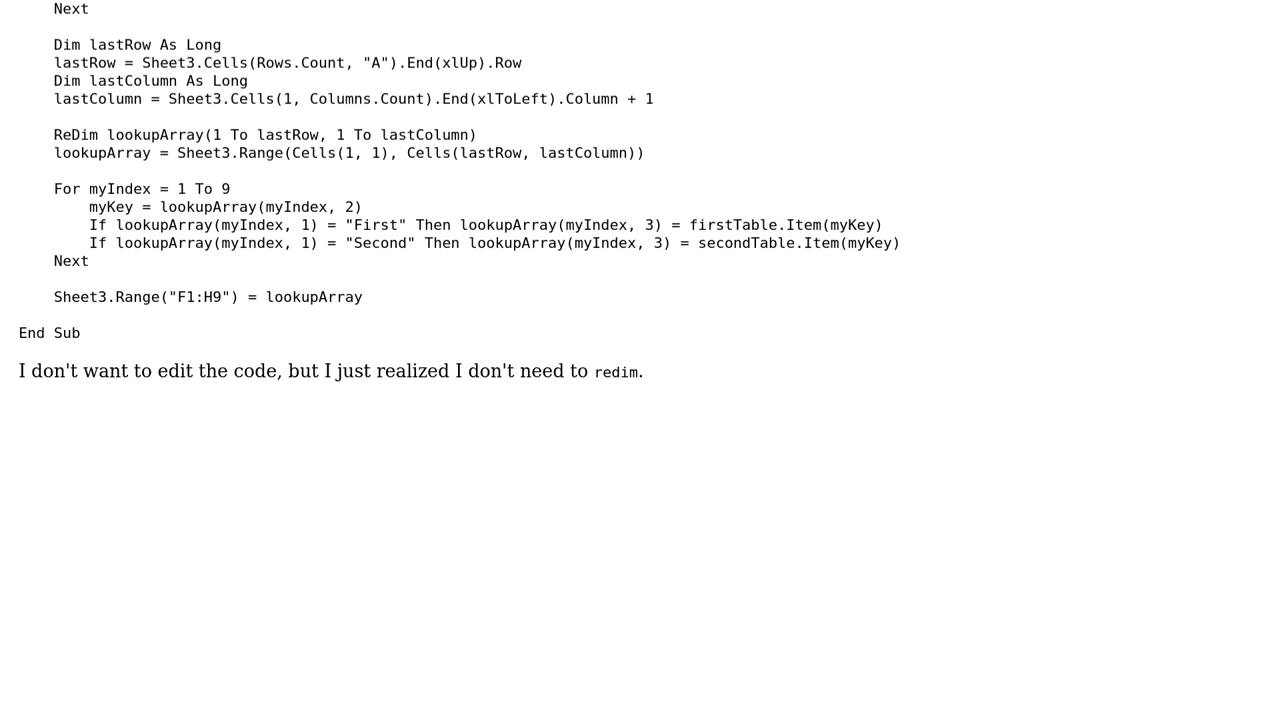 Next
Dim lastRow As Long
lastRow = Sheet3.Cells(Rows.Count, "A").End(xlUp).Row
Dim lastColumn As Long
lastColumn = Sheet3.Cells(1, Columns.Count).End(xlToLeft).Column + 1
ReDim lookupArray(1 To lastRow, 1 To lastColumn)
lookupArray = Sheet3.Range(Cells(1, 1), Cells(lastRow, lastColumn))
For myIndex = 1 To 9
myKey = lookupArray(myIndex, 2)
If lookupArray(myIndex, 1) = "First" Then lookupArray(myIndex, 3) = firstTable.Item(myKey)
If lookupArray(myIndex, 1) = "Second" Then lookupArray(myIndex, 3) = secondTable.Item(myKey)
Next
Sheet3.Range("F1:H9") = lookupArray
End Sub
I don't want to edit the code, but I just realized I don't need to redim.